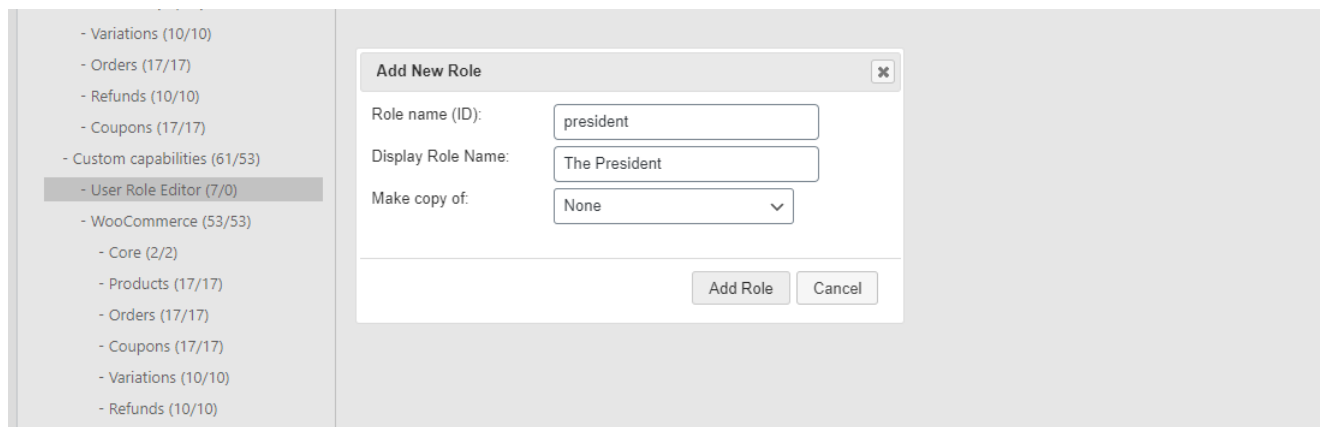 - Variations (10/10)
- Orders (17/17)
- Refunds (10/10)
- Coupons (17/17)
- Custom capabilities (61/53)
- User Role Editor (7/0)
- WooCommerce (53/53)
- Core (2/2)
- Products (17/17)
- Orders (17/17)
- Coupons (17/17)
- Variations (10/10)
- Refunds (10/10)
Add New Role
Role name (ID): president
Display Role Name: The President
Make copy of: None
Add Role Cancel